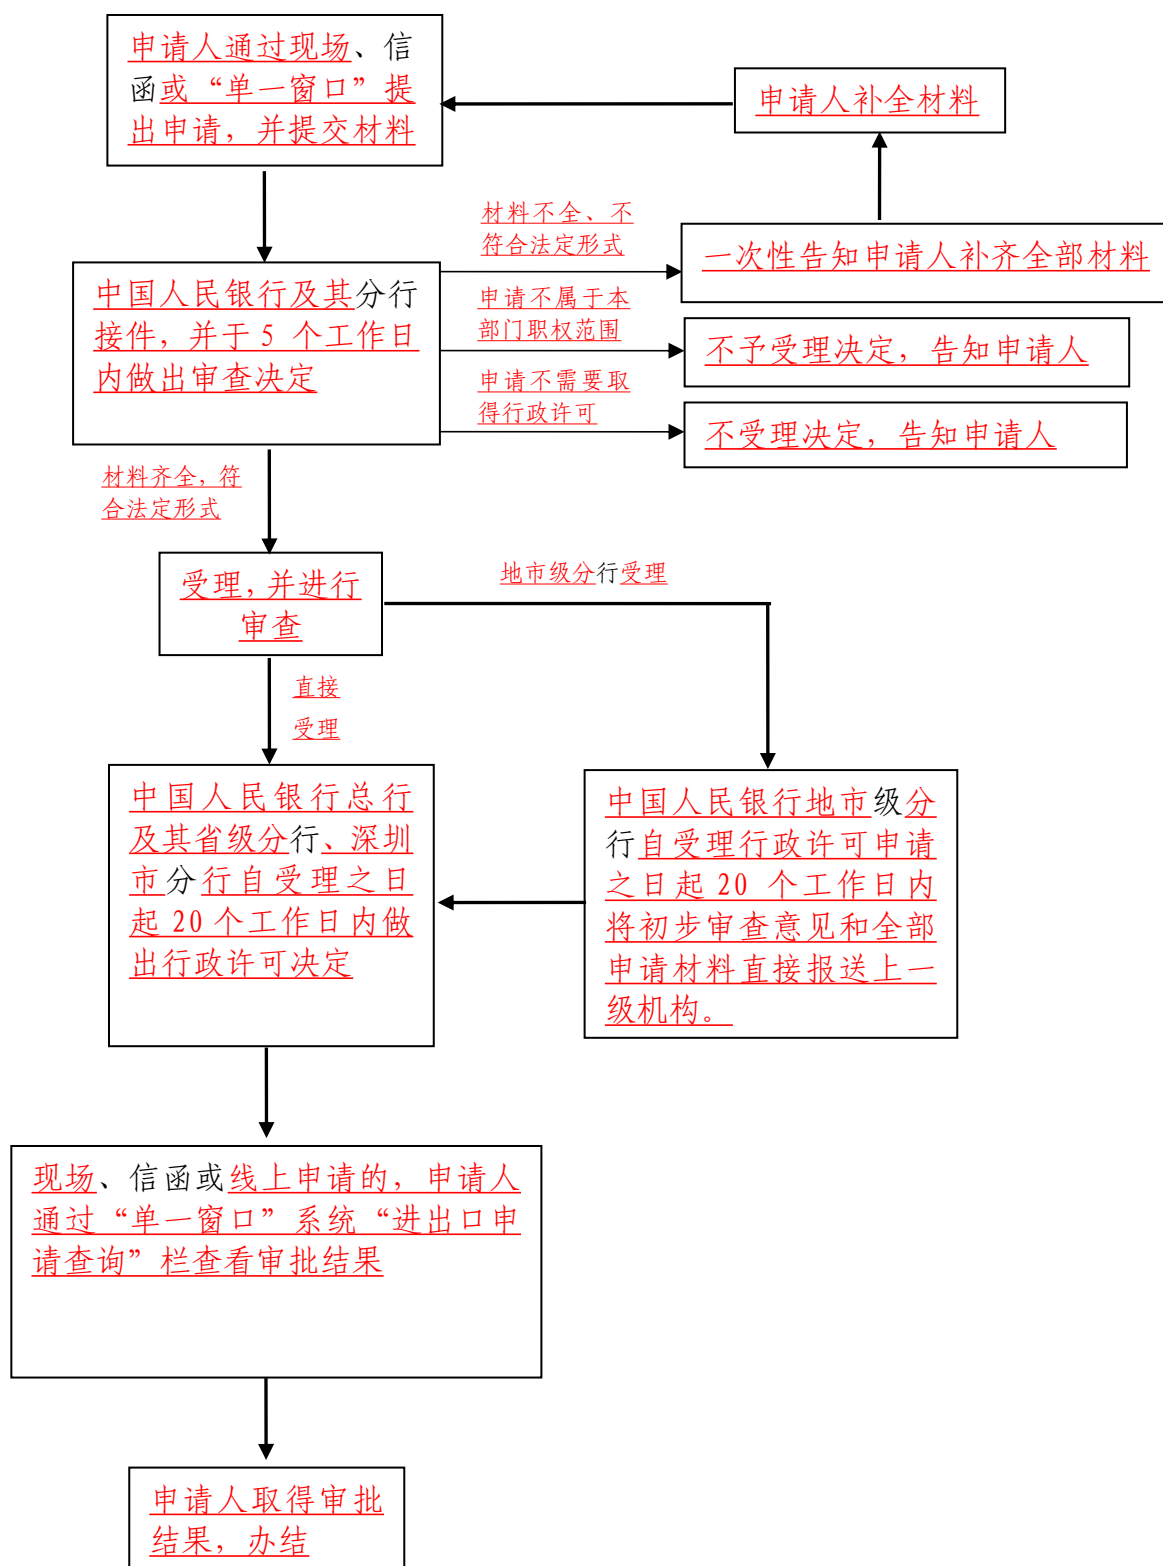 申请人通过现场、信
函或“单一窗口”提
出申请，并提交材料
申请人补全材料
材料不全、不
符合法定形式
一次性告知申请人补齐全部材料
中国人民银行及其分行
接件，并于 5 个工作日
内做出审查决定
申请不属于本
部门职权范围
不予受理决定，告知申请人
申请不需要取
得行政许可
不受理决定，告知申请人
材料齐全，符
合法定形式
受理，并进行
审查
地市级分行受理
直接
受理
中国人民银行总行
及其省级分行、深圳
市分行自受理之日
起 20 个工作日内做
出行政许可决定
中国人民银行地市级分
行自受理行政许可申请
之日起 20 个工作日内
将初步审查意见和全部
申请材料直接报送上一
级机构。
现场、信函或线上申请的，申请人
通过“单一窗口”系统“进出口申
请查询”栏查看审批结果
申请人取得审批
结果，办结